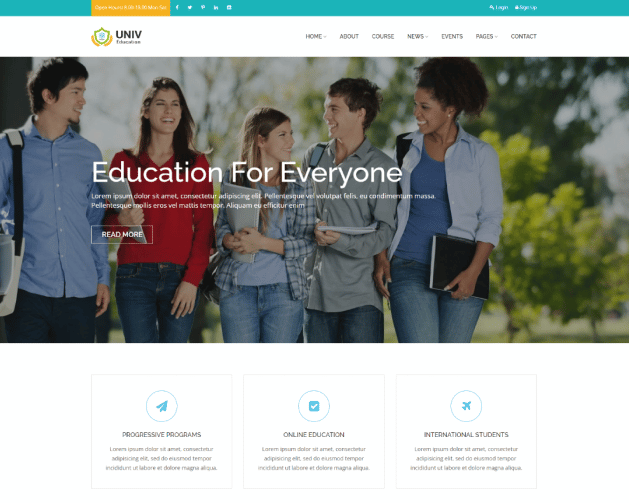 Open Hours: 8.00-18.00 Mon-Sat
Login Sign up
UNIV
Education
HOME ABOUT COURSE NEWS EVENTS PAGES CONTACT
Education For Everyone
Lorem ipsum dolor sit amet, consectetur adipiscing elit. Pellentesque vel volutpat felis, eu condimentum massa.
Pellentesque mollis eros vel mattis tempor. Aliquam eu efficitur enim
READ MORE
PROGRESSIVE PROGRAMS
Lorem ipsum dolor sit amet, consectetur
adipiscing elit, sed do eiusmod tempor
incididunt ut labore et dolore magna aliqua.
ONLINE EDUCATION
Lorem ipsum dolor sit amet, consectetur
adipiscing elit, sed do eiusmod tempor
incididunt ut labore et dolore magna aliqua.
INTERNATIONAL STUDENTS
Lorem ipsum dolor sit amet, consectetur
adipiscing elit, sed do eiusmod tempor
incididunt ut labore et dolore magna aliqua.